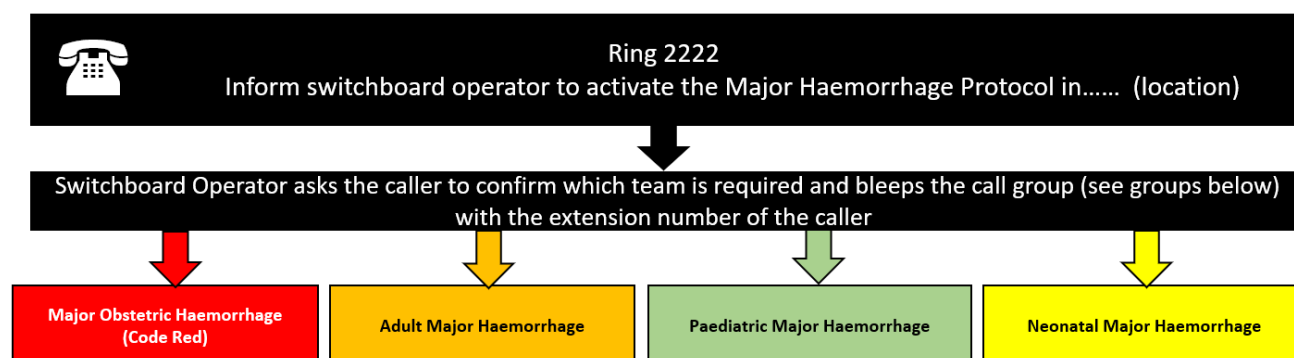 Ring 2222
Inform switchboard operator to activate the Major Haemorrhage Protocol in…… (location)
Switchboard Operator asks the caller to confirm which team is required and bleeps the call group (see groups below)
with the extension number of the caller
Major Obstetric Haemorrhage
(Code Red)
Adult Major Haemorrhage
Paediatric Major Haemorrhage
Neonatal Major Haemorrhage